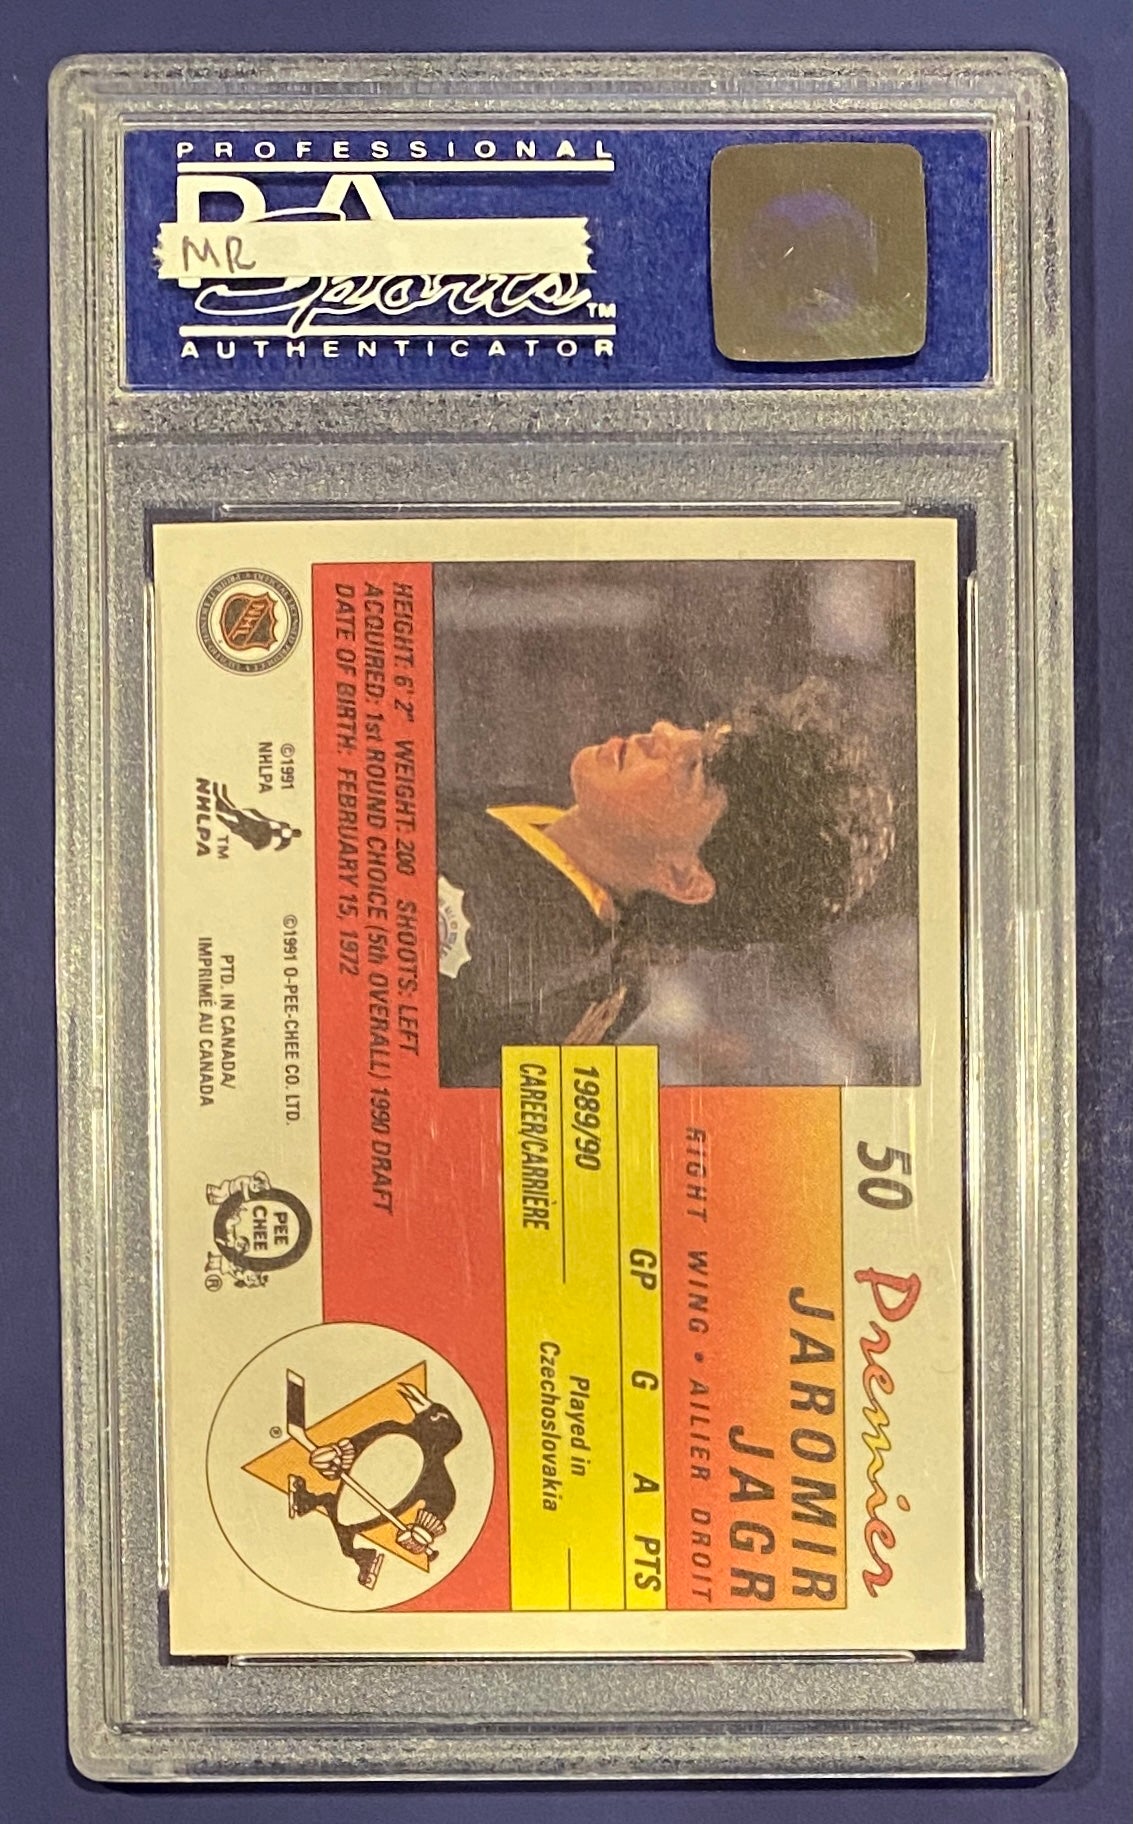 PROFESSIONAL
MR
Sports™
AUTHENTICATOR
50 Premier
JAROMIR
JAGR
RIGHT WING • AILIER DROIT
GP G A PTS
1989/90 Played in
CAREER/CARRIÈRE Czechoslovakia
HEIGHT: 6' 2" WEIGHT: 200 SHOOTS: LEFT
ACQUIRED: 1st ROUND CHOICE (5th OVERALL) 1990 DRAFT
DATE OF BIRTH: FEBRUARY 15, 1972
NHL
©1991
NHLPA
™
NHLPA
©1991 O-PEE-CHEE CO. LTD.
PTD. IN CANADA/
IMPRIMÉ AU CANADA
O
PEE
CHEE
®
®